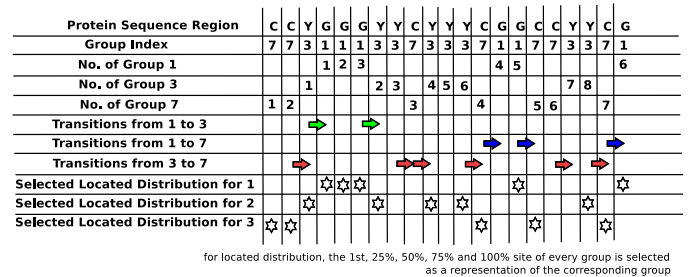 Protein Sequence Region C C Y G G G Y Y C Y Y Y C G G C C Y Y C G
Group Index 7 7 3 1 1 1 3 3 7 3 3 3 7 1 1 7 7 3 3 7 1
No. of Group 1 1 2 3 4 5 6
No. of Group 3 1 2 3 4 5 6 7 8
No. of Group 7 1 2 3 4 5 6 7
Transitions from 1 to 3
Transitions from 1 to 7
Transitions from 3 to 7
Selected Located Distribution for 1
Selected Located Distribution for 2
Selected Located Distribution for 3
for located distribution, the 1st, 25%, 50%, 75% and 100% site of every group is selected
as a representation of the corresponding group